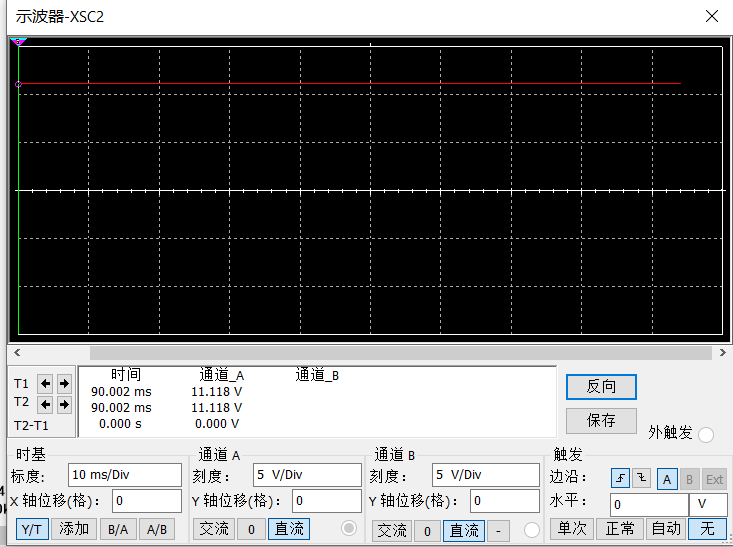 示波器-XSC2
时间 通道_A 通道_B
T1 90.002 ms 11.118 V
T2 90.002 ms 11.118 V
T2-T1 0.000 s 0.000 V
反向
保存
外触发
时基
标度: 10 ms/Div
X 轴位移(格): 0
Y/T 添加 B/A A/B
通道 A
刻度: 5 V/Div
Y 轴位移(格): 0
交流 0 直流
通道 B
刻度: 5 V/Div
Y 轴位移(格): 0
交流 0 直流 -
触发
边沿: A B Ext
水平: 0 V
单次 正常 自动 无